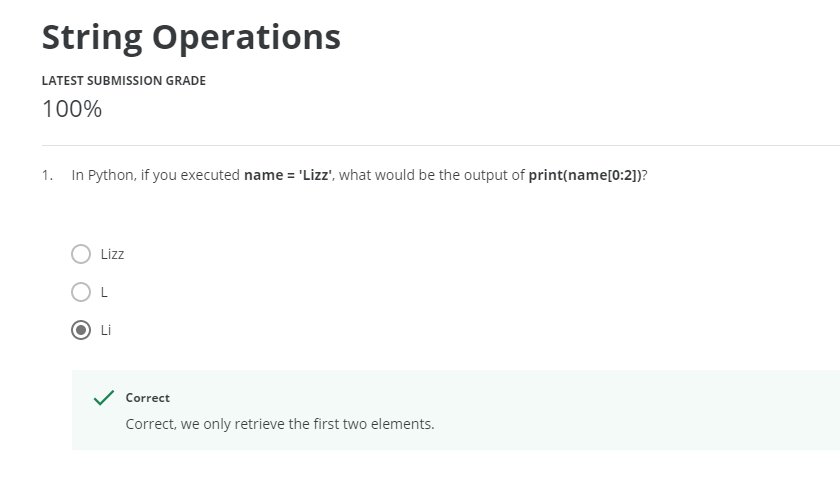 String Operations
LATEST SUBMISSION GRADE
100%
1. In Python, if you executed name = 'Lizz', what would be the output of print(name[0:2])?
Lizz
L
Li
Correct
Correct, we only retrieve the first two elements.